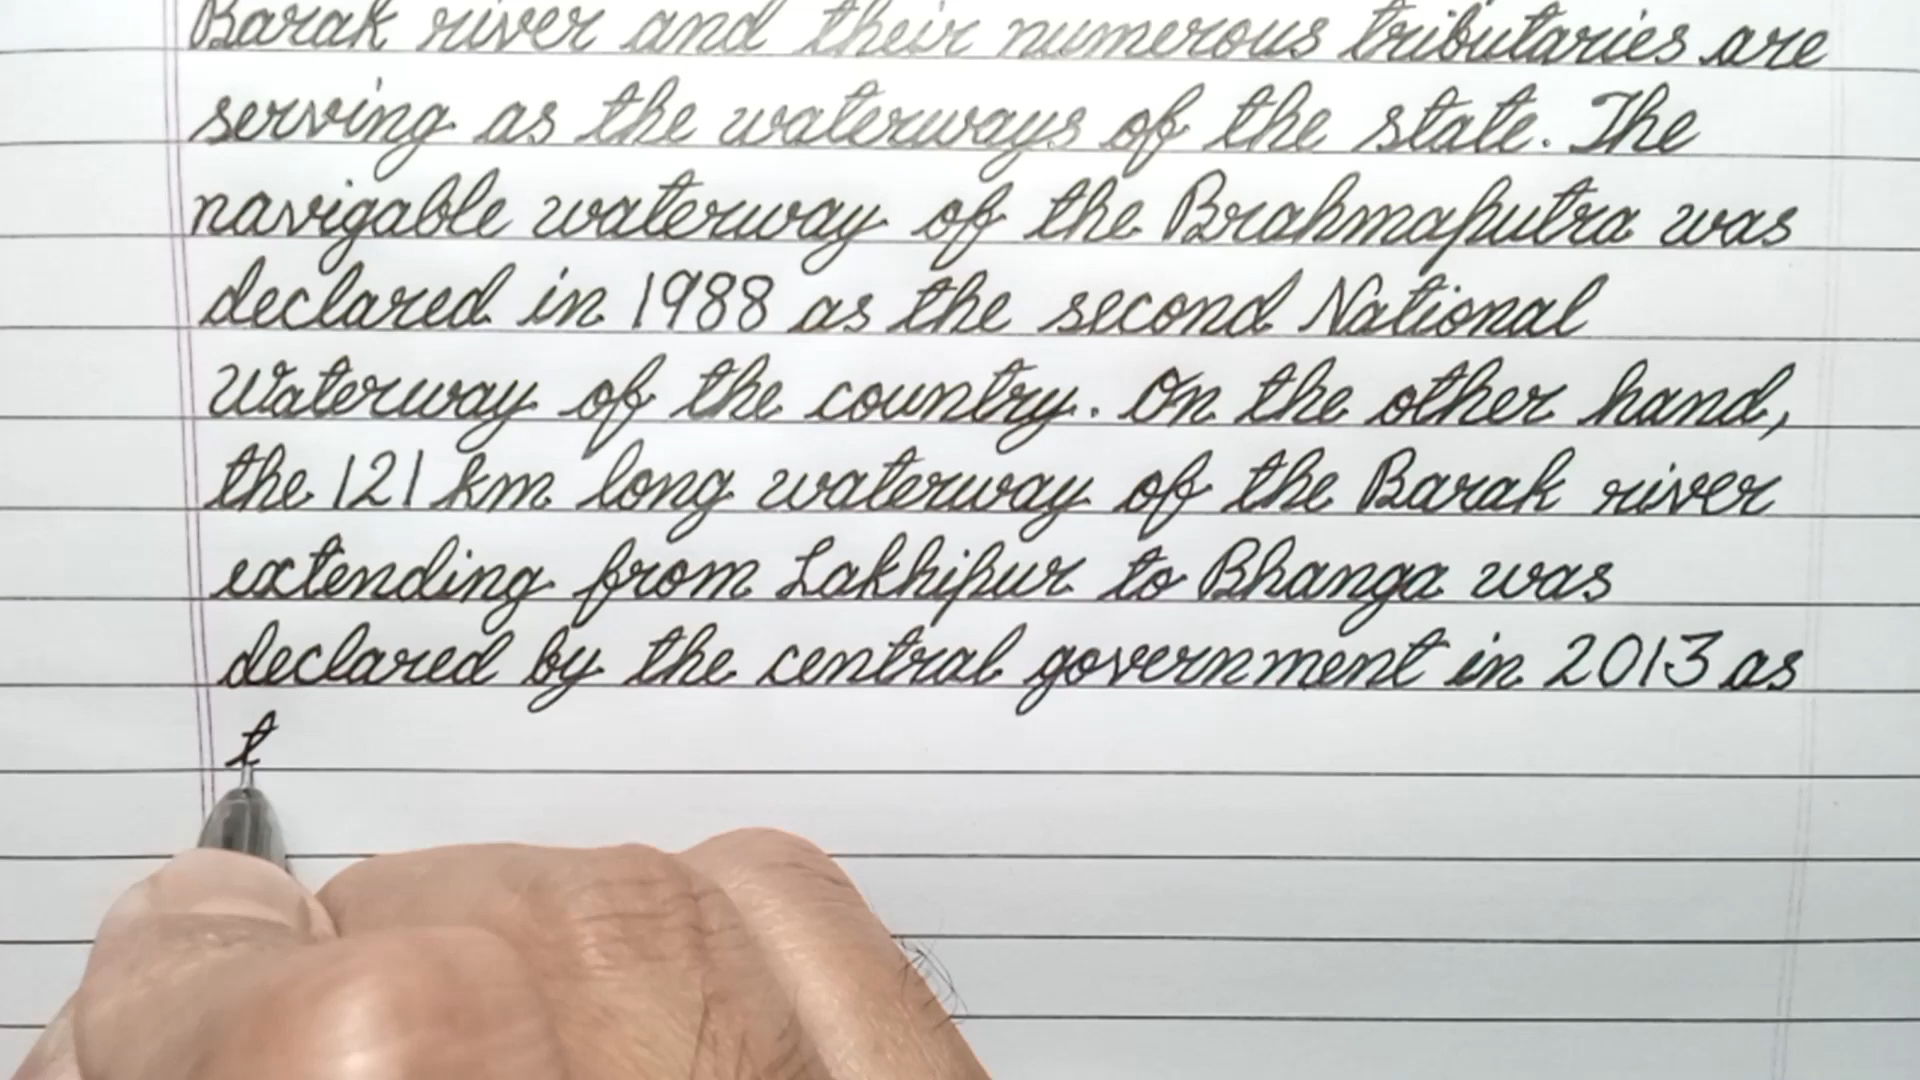 Barak river and their numerous tributaries are
serving as the waterways of the state. The
navigable waterway of the Brahmaputra was
declared in 1988 as the second National
Waterway of the country. On the other hand,
the 121 km long waterway of the Barak river
extending from Lakhipur to Bhanga was
declared by the central government in 2013 as
t